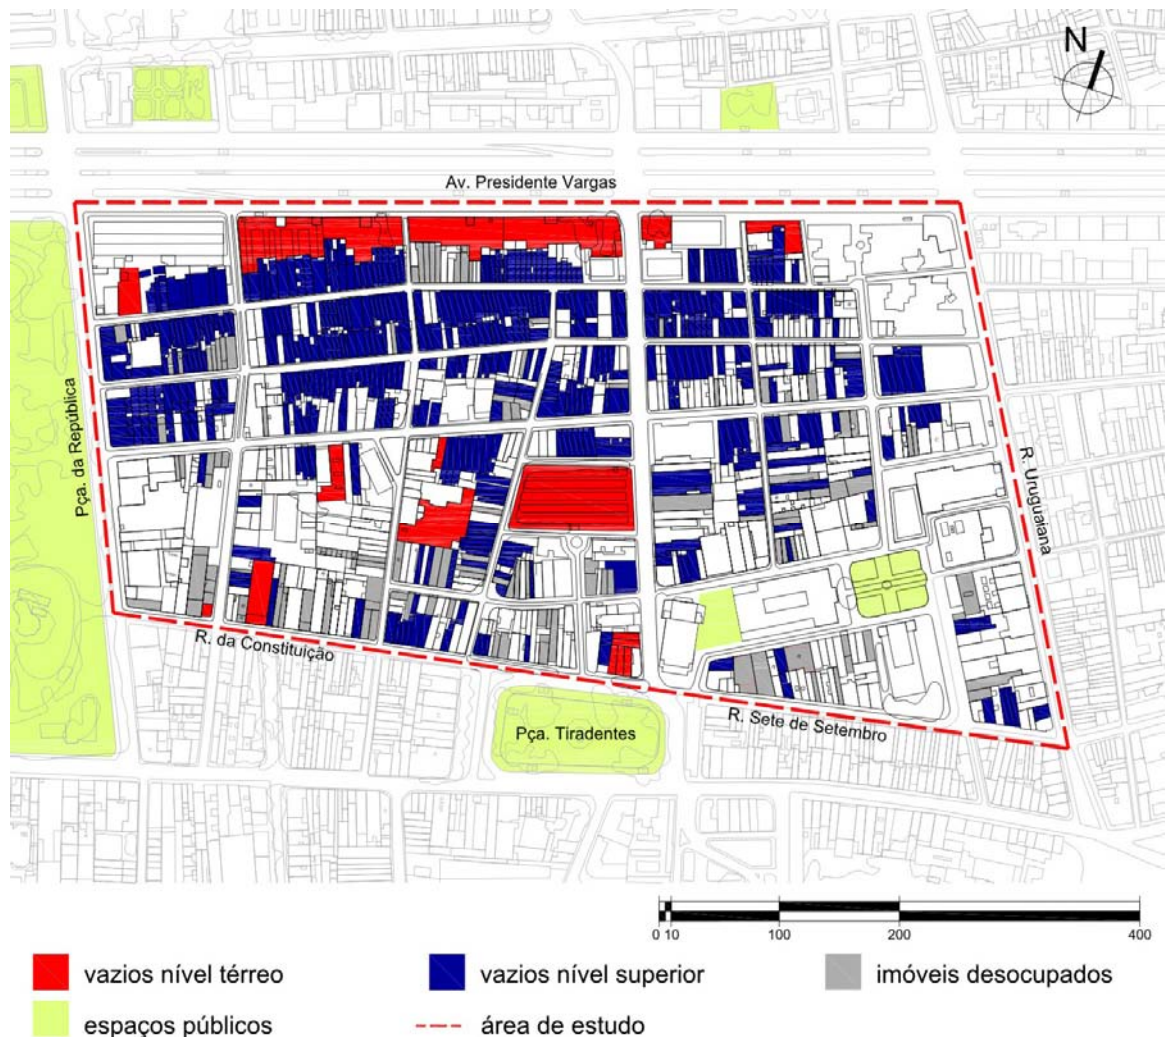 N
Av. Presidente Vargas
Pça. da República
R. Uruguaiana
R. da Constituição
R. Sete de Setembro
Pça. Tiradentes
0 10 100 200 400
vazios nível térreo
vazios nível superior
imóveis desocupados
espaços públicos
área de estudo